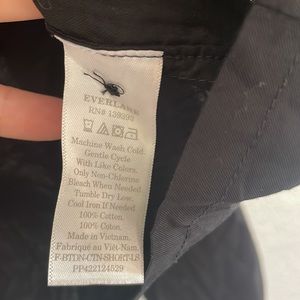 EVERLANE
RN# 139393
Machine Wash Cold.
Gentle Cycle
With Like Colors.
Only Non-Chlorine
Bleach When Needed.
Tumble Dry Low.
Cool Iron If Needed
100% Cotton.
100% Coton.
Made in Vietnam.
Fabriqué au Viêt-Nam.
F-BTDN-CTN-SHORT-LS
PP422124529